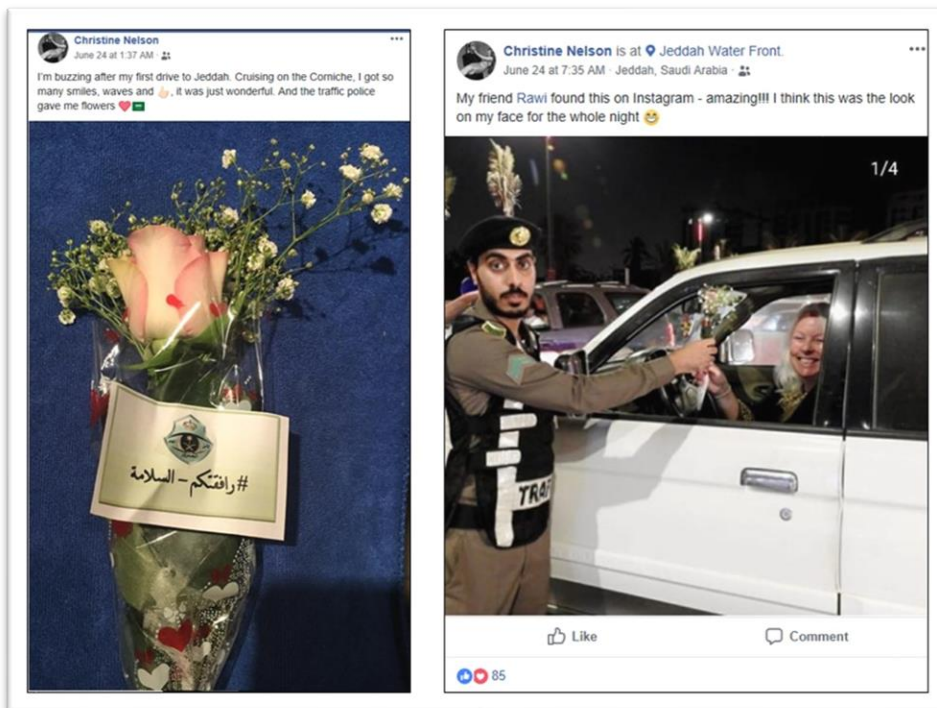 Christine Nelson
June 24 at 1:37 AM ·
I'm buzzing after my first drive to Jeddah. Cruising on the Corniche, I got so
many smiles, waves and 👆🏻, it was just wonderful. And the traffic police
gave me flowers ❤️🇸🇦
#رافقتكم - السلامة
Christine Nelson is at Jeddah Water Front.
June 24 at 7:35 AM · Jeddah, Saudi Arabia ·
My friend Rawi found this on Instagram - amazing!!! I think this was the look
on my face for the whole night 😁
1/4
TRAF
Like
Comment
85